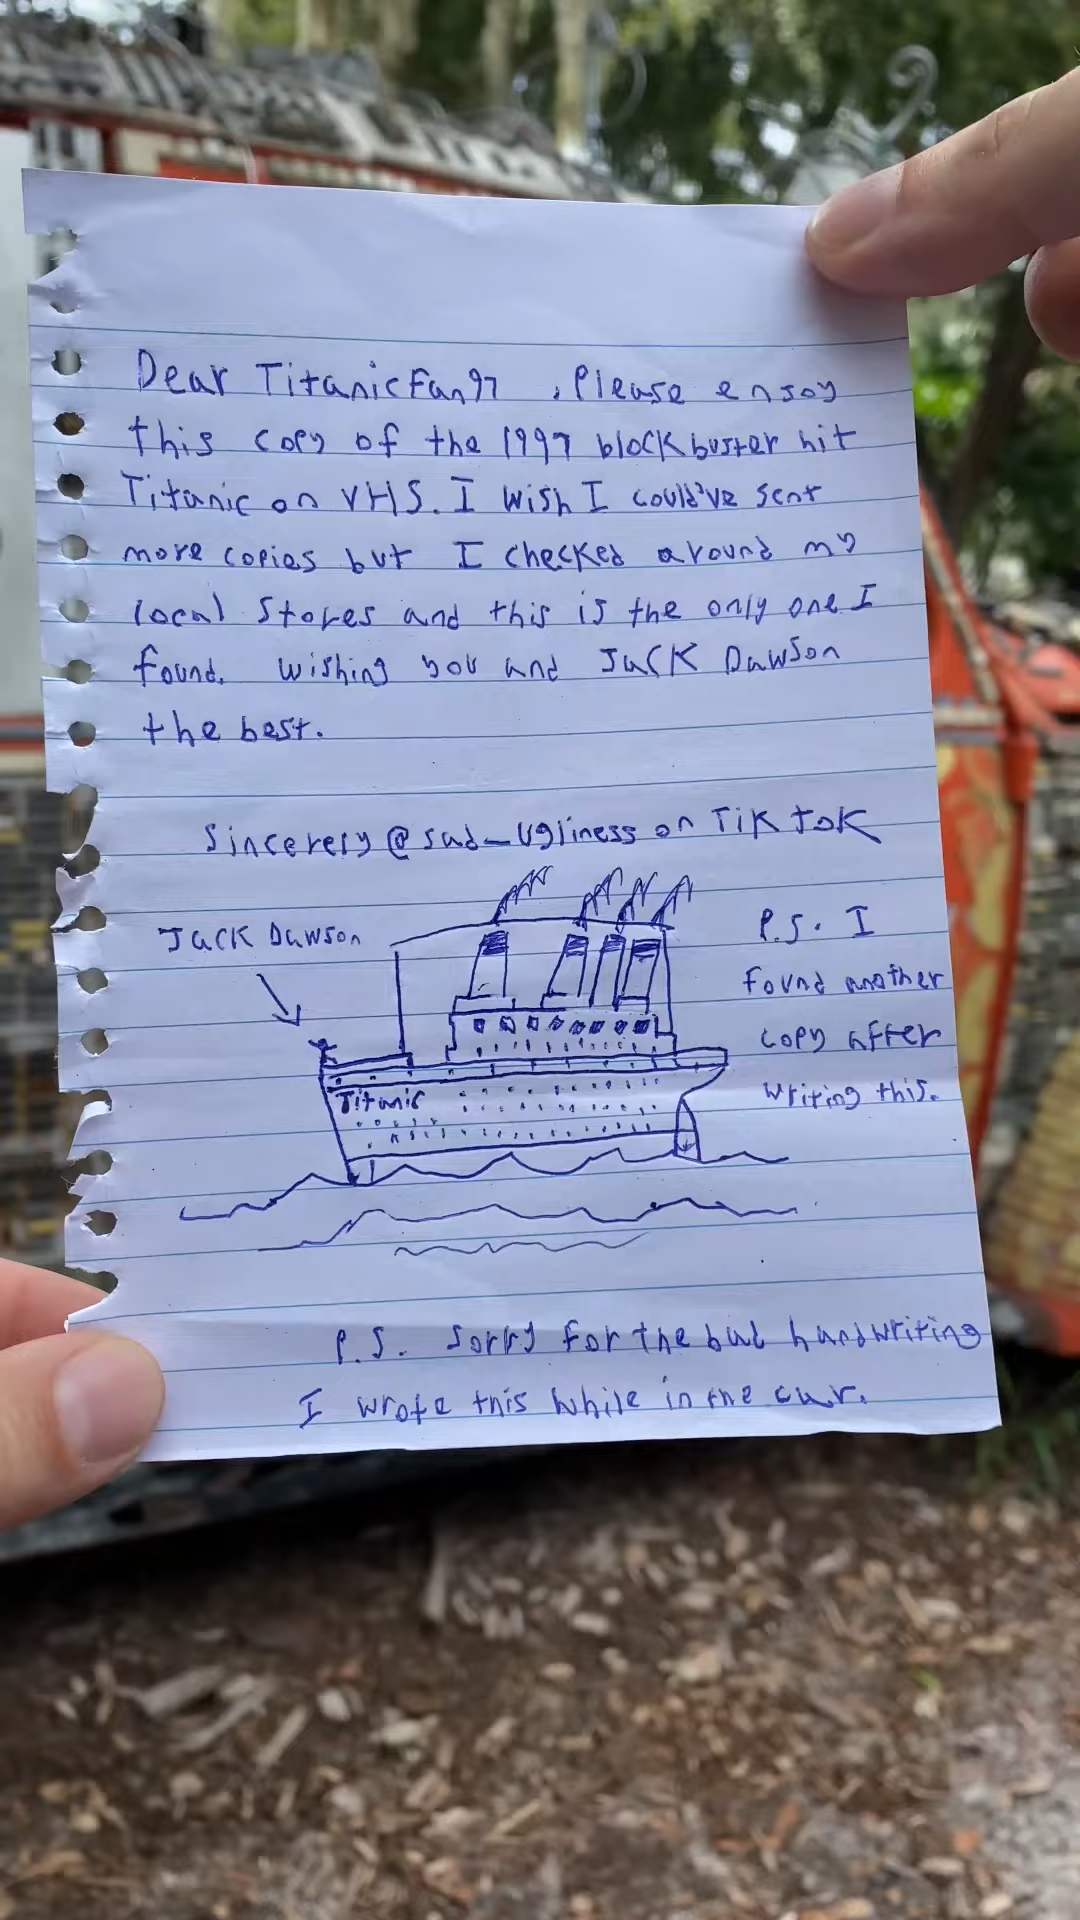 Dear TitanicFan97, Please enjoy
this copy of the 1997 blockbuster hit
Titanic on VHS. I wish I could've sent
more copies but I checked around my
local stores and this is the only one I
found. Wishing you and Jack Dawson
the best.
Sincerely @sad_ugliness on TikTok
Jack Dawson
P.S. I
found another
copy after
writing this.
Titanic
P.S. Sorry for the bad handwriting
I wrote this while in the car.